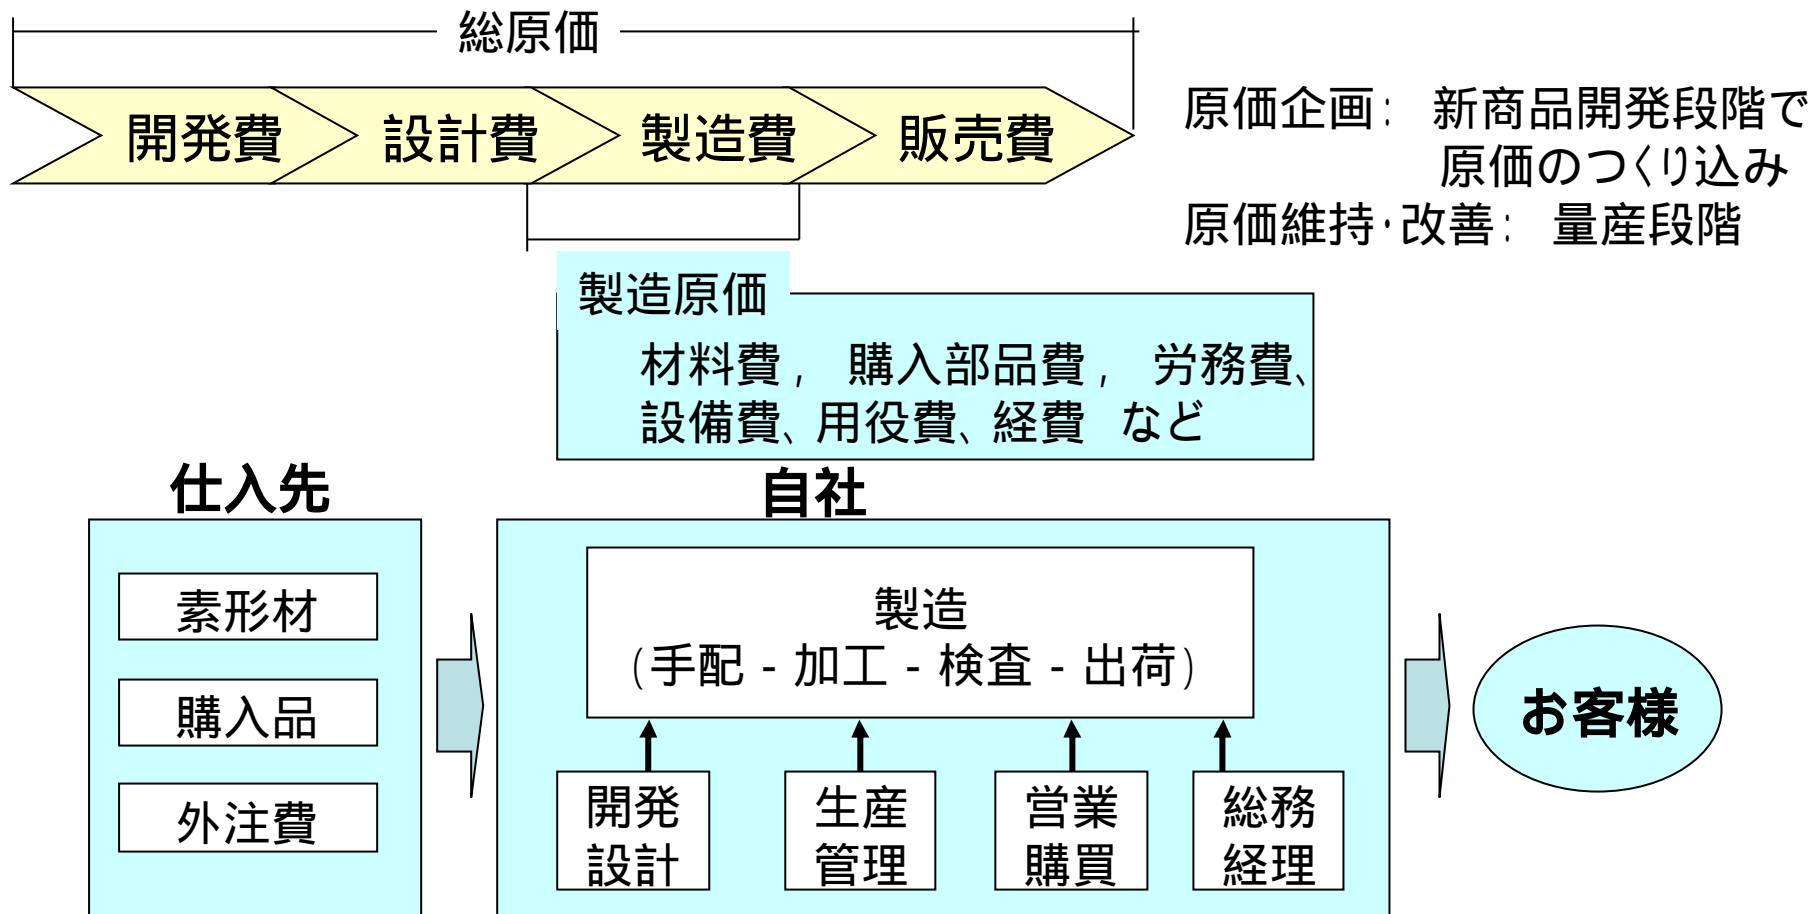 総原価
開発費 設計費 製造費 販売費
原価企画: 新商品開発段階で
原価のつくり込み
原価維持・改善: 量産段階
製造原価
材料費, 購入部品費, 労務費、
設備費、用役費、経費 など
仕入先
素形材
購入品
外注費
自社
製造
(手配-加工-検査-出荷)
開発
設計
生産
管理
営業
購買
総務
経理
お客様